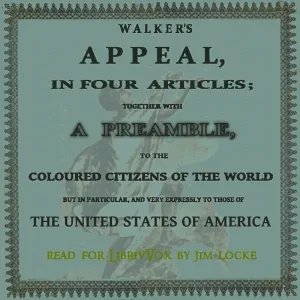 WALKER'S
APPEAL,
IN FOUR ARTICLES;
TOGETHER WITH
A PREAMBLE,
TO THE
COLOURED CITIZENS OF THE WORLD
BUT IN PARTICULAR, AND VERY EXPRESSLY TO THOSE OF
THE UNITED STATES OF AMERICA
READ FOR LIBRIVOX BY JIM LOCKE